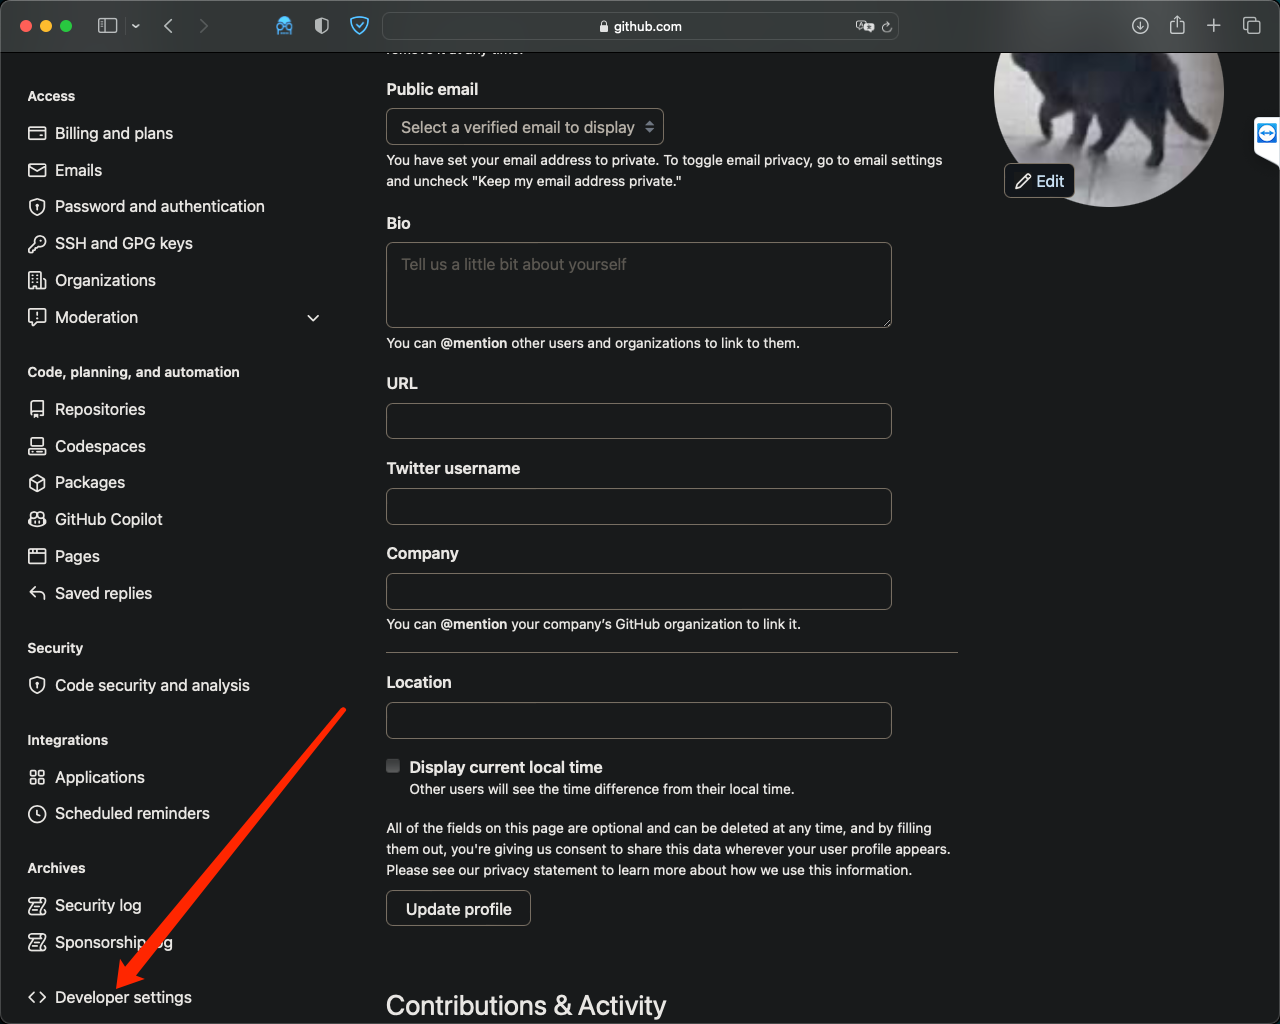 github.com
remove it at any time.
Access
Billing and plans
Emails
Password and authentication
SSH and GPG keys
Organizations
Moderation
Code, planning, and automation
Repositories
Codespaces
Packages
GitHub Copilot
Pages
Saved replies
Security
Code security and analysis
Integrations
Applications
Scheduled reminders
Archives
Security log
Sponsorship
Developer settings
Public email
Select a verified email to display
You have set your email address to private. To toggle email privacy, go to email settings
and uncheck "Keep my email address private."
Edit
Bio
Tell us a little bit about yourself
You can @mention other users and organizations to link to them.
URL
Twitter username
Company
You can @mention your company's GitHub organization to link it.
Location
Display current local time
Other users will see the time difference from their local time.
All of the fields on this page are optional and can be deleted at any time, and by filling
them out, you're giving us consent to share this data wherever your user profile appears.
Please see our privacy statement to learn more about how we use this information.
Update profile
Contributions & Activity